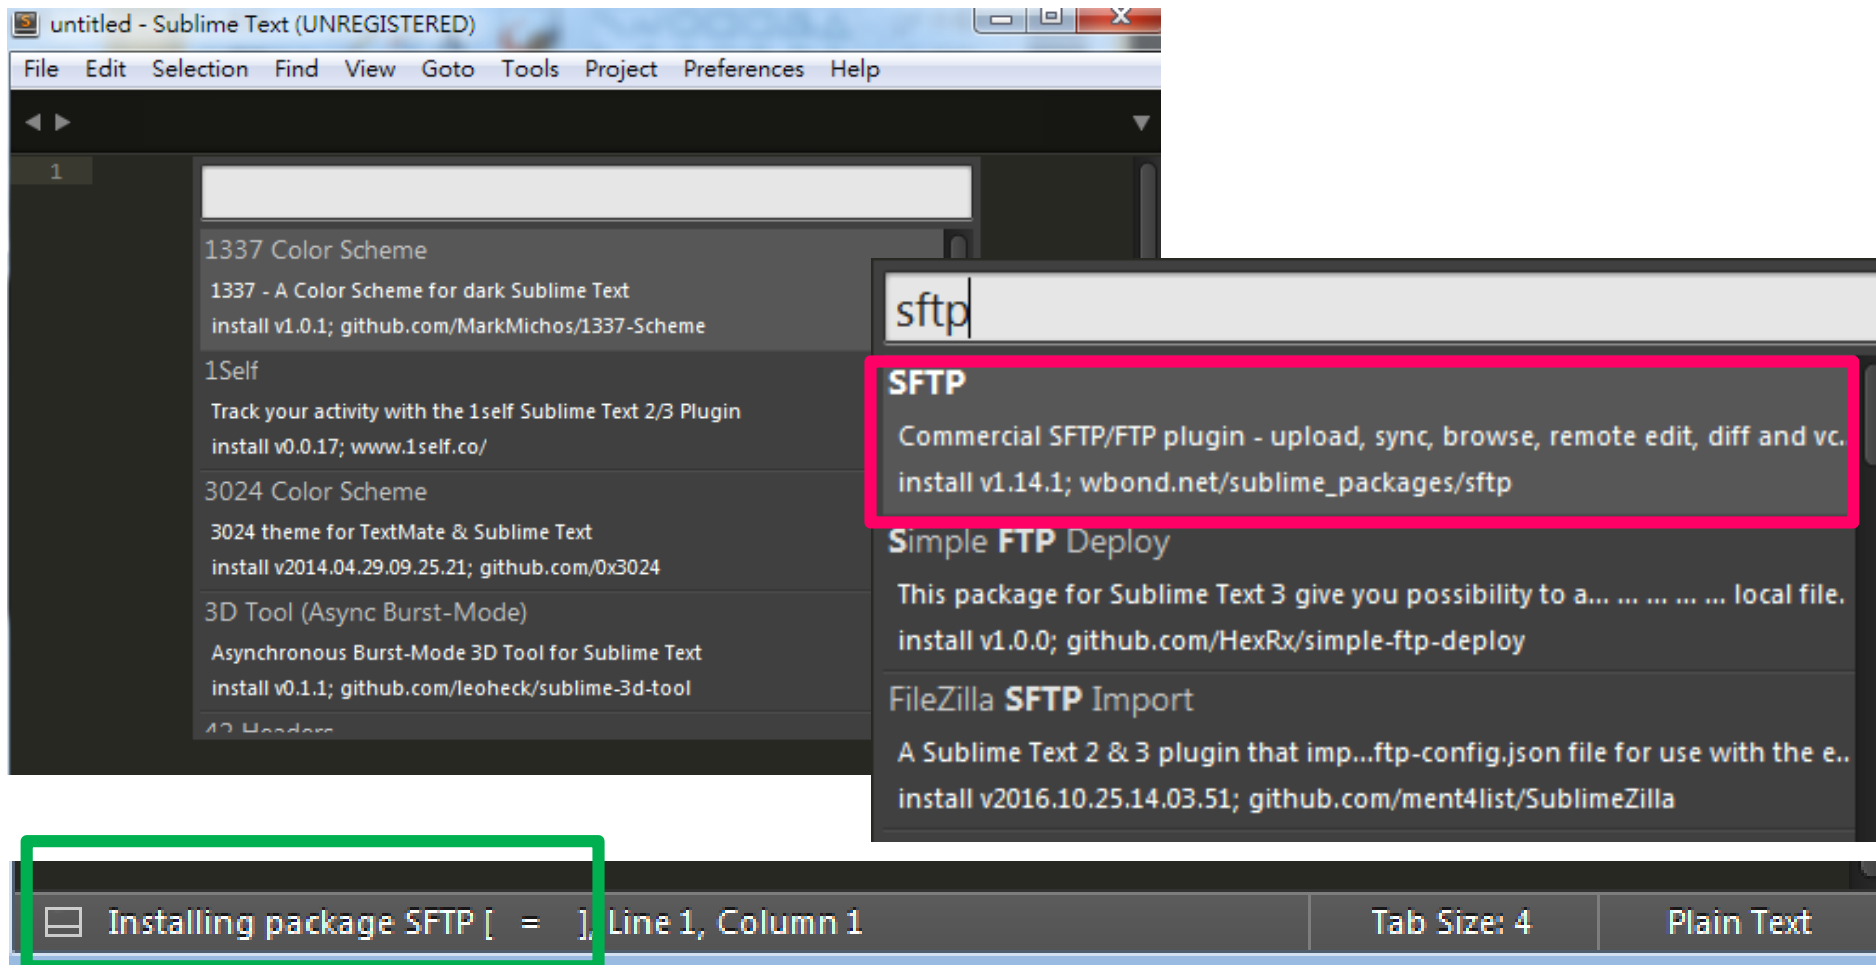 untitled - Sublime Text (UNREGISTERED)
File Edit Selection Find View Goto Tools Project Preferences Help
1
1337 Color Scheme
1337 - A Color Scheme for dark Sublime Text
install v1.0.1; github.com/MarkMichos/1337-Scheme
1Self
Track your activity with the 1self Sublime Text 2/3 Plugin
install v0.0.17; www.1self.co/
3024 Color Scheme
3024 theme for TextMate & Sublime Text
install v2014.04.29.09.25.21; github.com/0x3024
3D Tool (Async Burst-Mode)
Asynchronous Burst-Mode 3D Tool for Sublime Text
install v0.1.1; github.com/leoheck/sublime-3d-tool
42 Headers
sftp
SFTP
Commercial SFTP/FTP plugin - upload, sync, browse, remote edit, diff and vc..
install v1.14.1; wbond.net/sublime_packages/sftp
Simple FTP Deploy
This package for Sublime Text 3 give you possibility to a... ... ... ... ... local file.
install v1.0.0; github.com/HexRx/simple-ftp-deploy
FileZilla SFTP Import
A Sublime Text 2 & 3 plugin that imp...ftp-config.json file for use with the e..
install v2016.10.25.14.03.51; github.com/ment4list/SublimeZilla
Installing package SFTP [ = ], Line 1, Column 1
Tab Size: 4
Plain Text